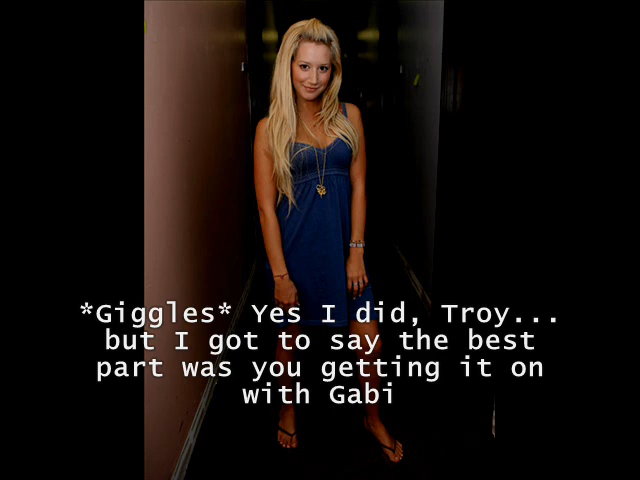 *Giggles* Yes I did, Troy...
but I got to say the best
part was you getting it on
with Gabi